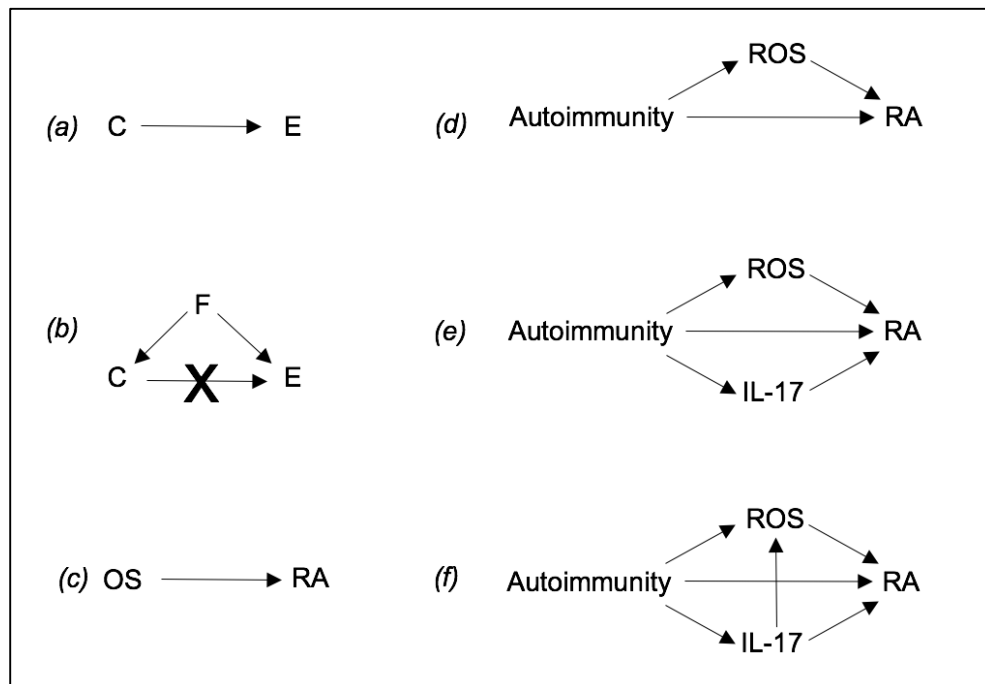 (a) C E
(b) F
C X E
(c) OS RA
(d) ROS
Autoimmunity RA
(e) ROS
Autoimmunity RA
IL-17
(f) ROS
Autoimmunity RA
IL-17